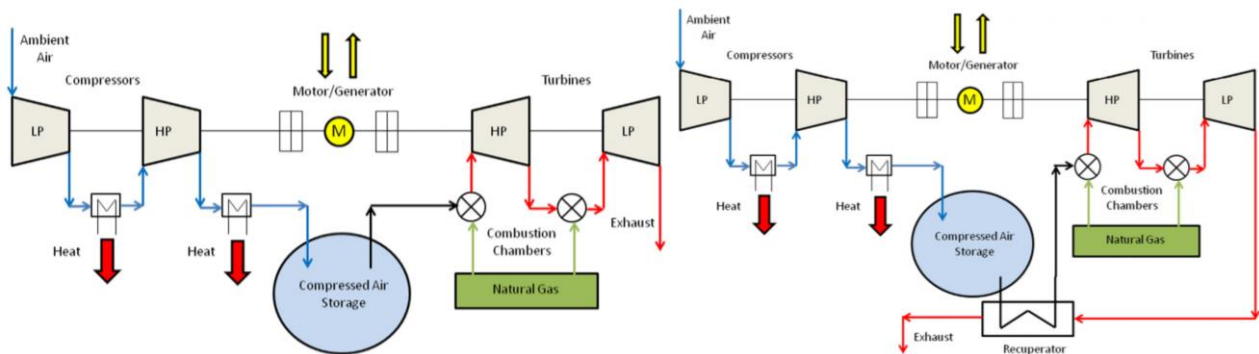 Ambient
Air
Compressors
Motor/Generator
Turbines
LP
HP
M
HP
LP
Heat
Heat
Combustion
Chambers
Exhaust
Compressed Air
Storage
Natural Gas
Ambient
Air
Compressors
Motor/Generator
Turbines
LP
HP
M
HP
LP
Heat
Heat
Combustion
Chambers
Compressed Air
Storage
Natural Gas
Exhaust
Recuperator